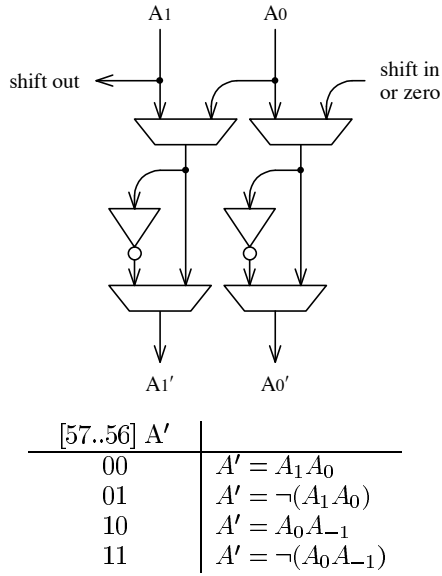 A1 A0
shift out
shift in
or zero
A1′ A0′
[57..56] A′
00 A′ = A₁A₀
01 A′ = ¬(A₁A₀)
10 A′ = A₀A₋₁
11 A′ = ¬(A₀A₋₁)